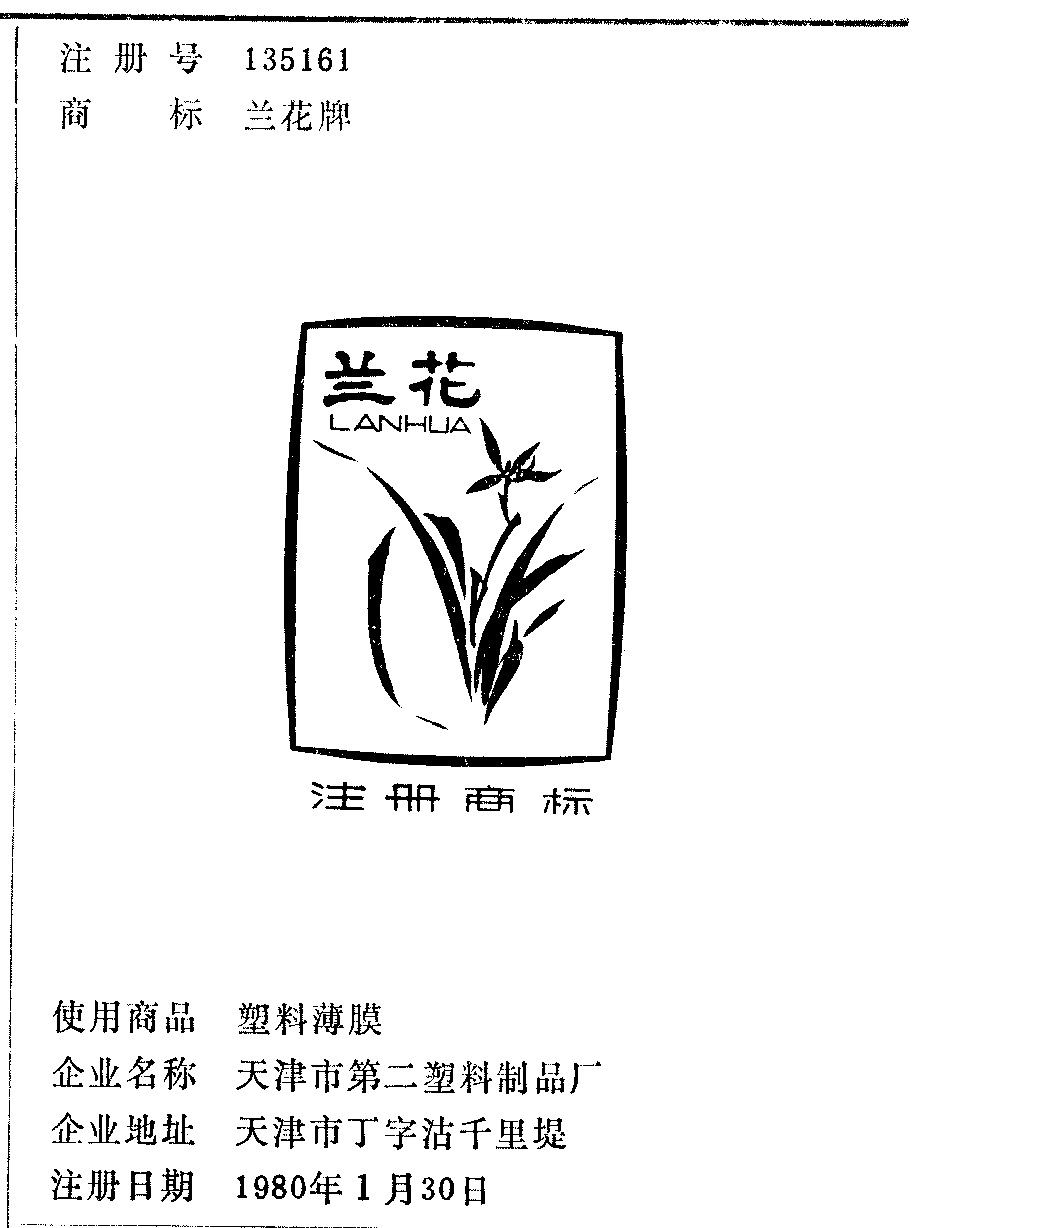 注册号 135161
商标 兰花牌
兰花
LANHUA
注册商标
使用商品 塑料薄膜
企业名称 天津市第二塑料制品厂
企业地址 天津市丁字沽千里堤
注册日期 1980年1月30日